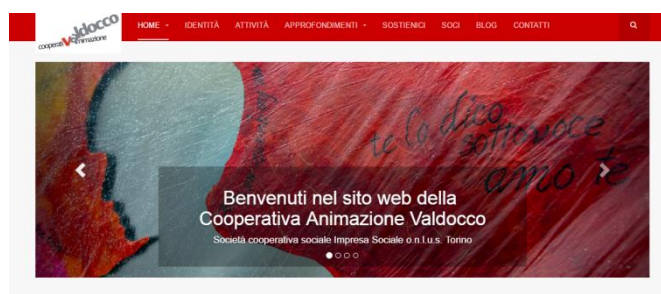 cooperativa Valdocco animazione
HOME IDENTITÀ ATTIVITÀ APPROFONDIMENTI SOSTIENICI SOCI BLOG CONTATTI
te lo dico
sottovoce
amo te
Benvenuti nel sito web della
Cooperativa Animazione Valdocco
Società cooperativa sociale Impresa Sociale o.n.l.u.s. Torino